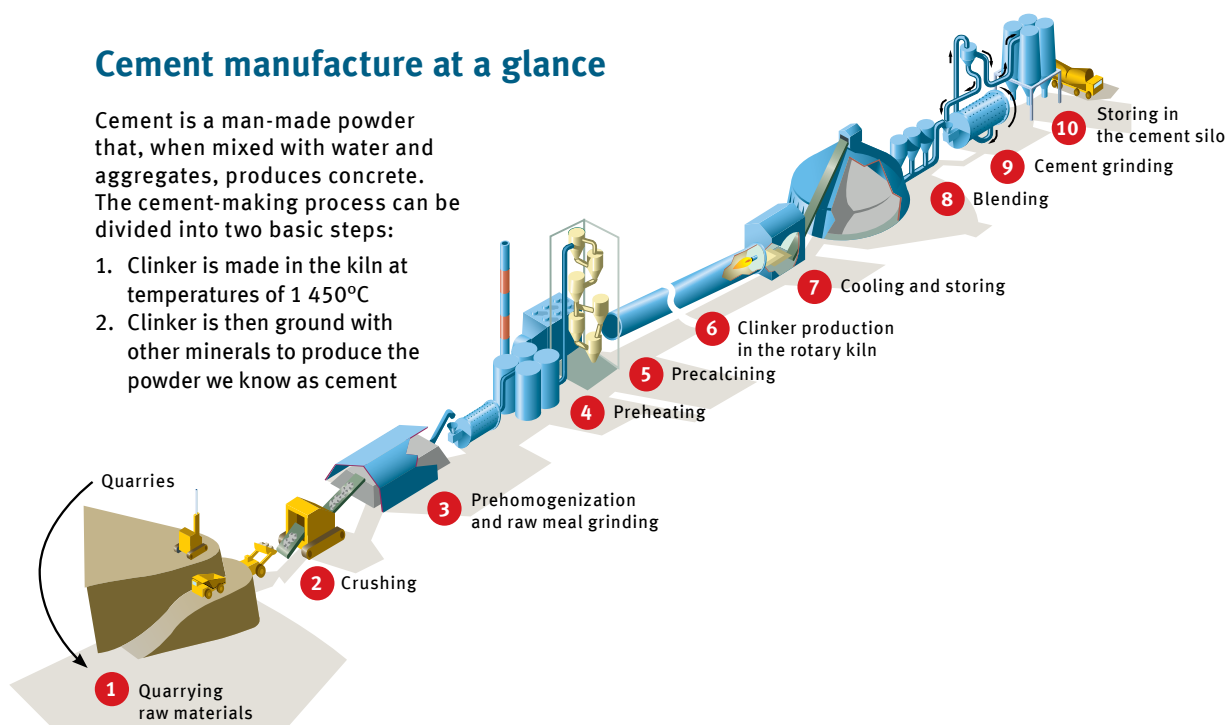 Cement manufacture at a glance
Cement is a man-made powder
that, when mixed with water and
aggregates, produces concrete.
The cement-making process can be
divided into two basic steps:
1. Clinker is made in the kiln at
temperatures of 1 450°C
2. Clinker is then ground with
other minerals to produce the
powder we know as cement
Quarries
1 Quarrying
raw materials
2 Crushing
3 Prehomogenization
and raw meal grinding
4 Preheating
5 Precalcining
6 Clinker production
in the rotary kiln
7 Cooling and storing
8 Blending
9 Cement grinding
10 Storing in
the cement silo